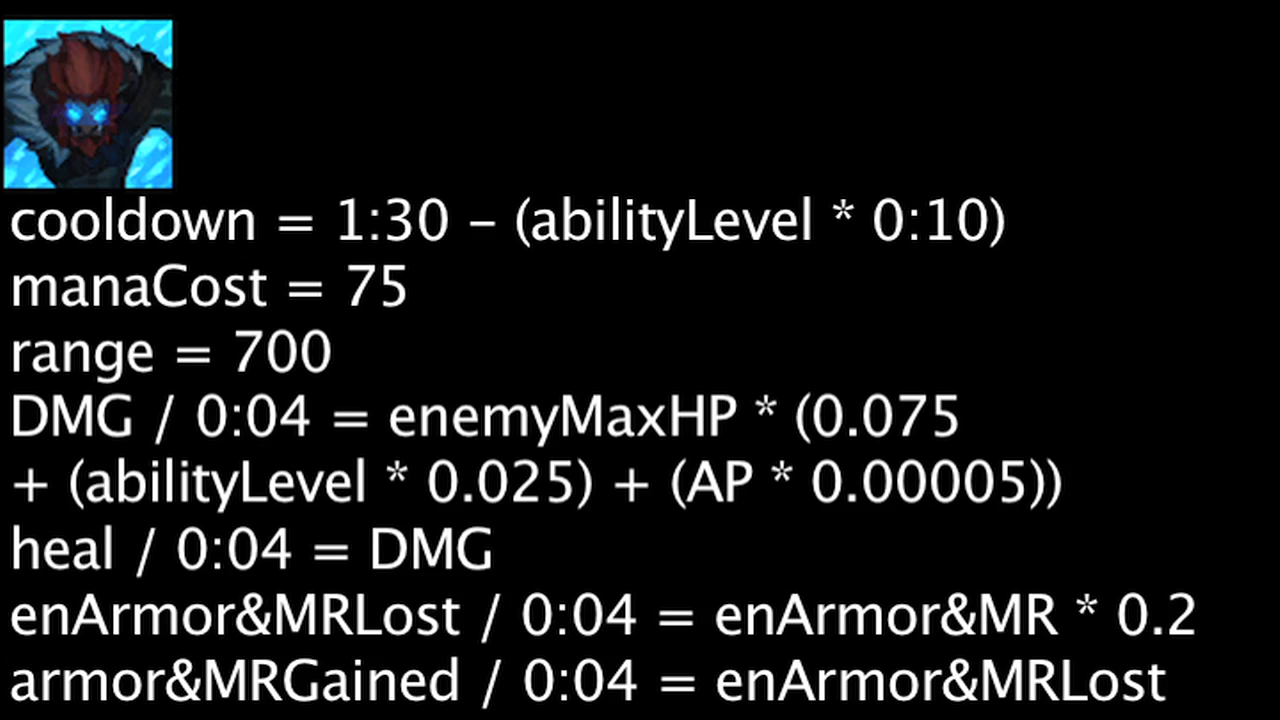 cooldown = 1:30 – (abilityLevel * 0:10)
manaCost = 75
range = 700
DMG / 0:04 = enemyMaxHP * (0.075
+ (abilityLevel * 0.025) + (AP * 0.00005))
heal / 0:04 = DMG
enArmor&MRLost / 0:04 = enArmor&MR * 0.2
armor&MRGained / 0:04 = enArmor&MRLost